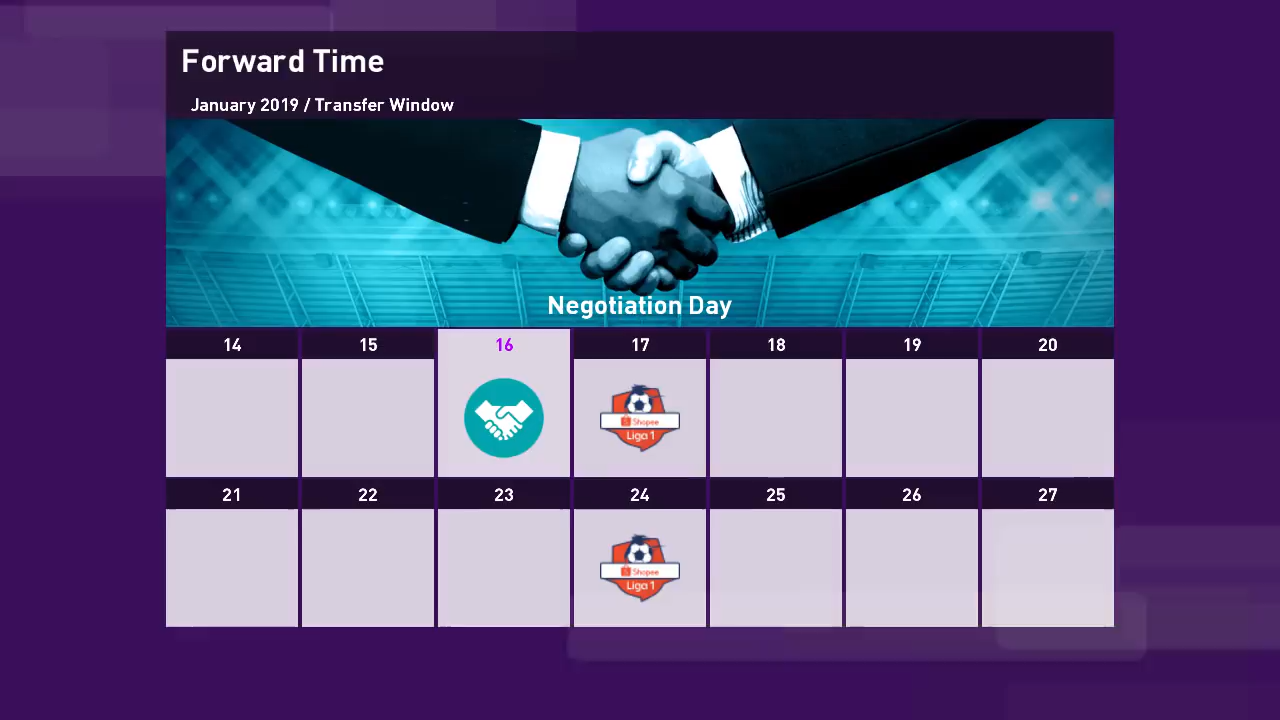 Forward Time
January 2019 / Transfer Window
Negotiation Day
14 15 16 17 18 19 20
Shopee
Liga 1
21 22 23 24 25 26 27
Shopee
Liga 1